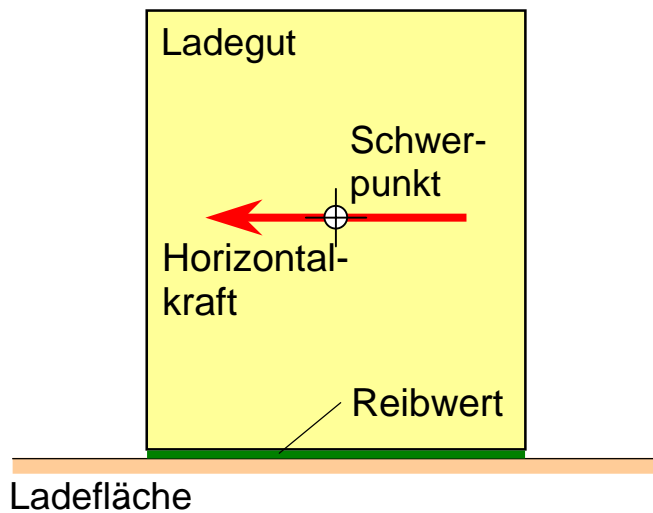 Ladegut
Schwer-
punkt
Horizontal-
kraft
Reibwert
Ladefläche